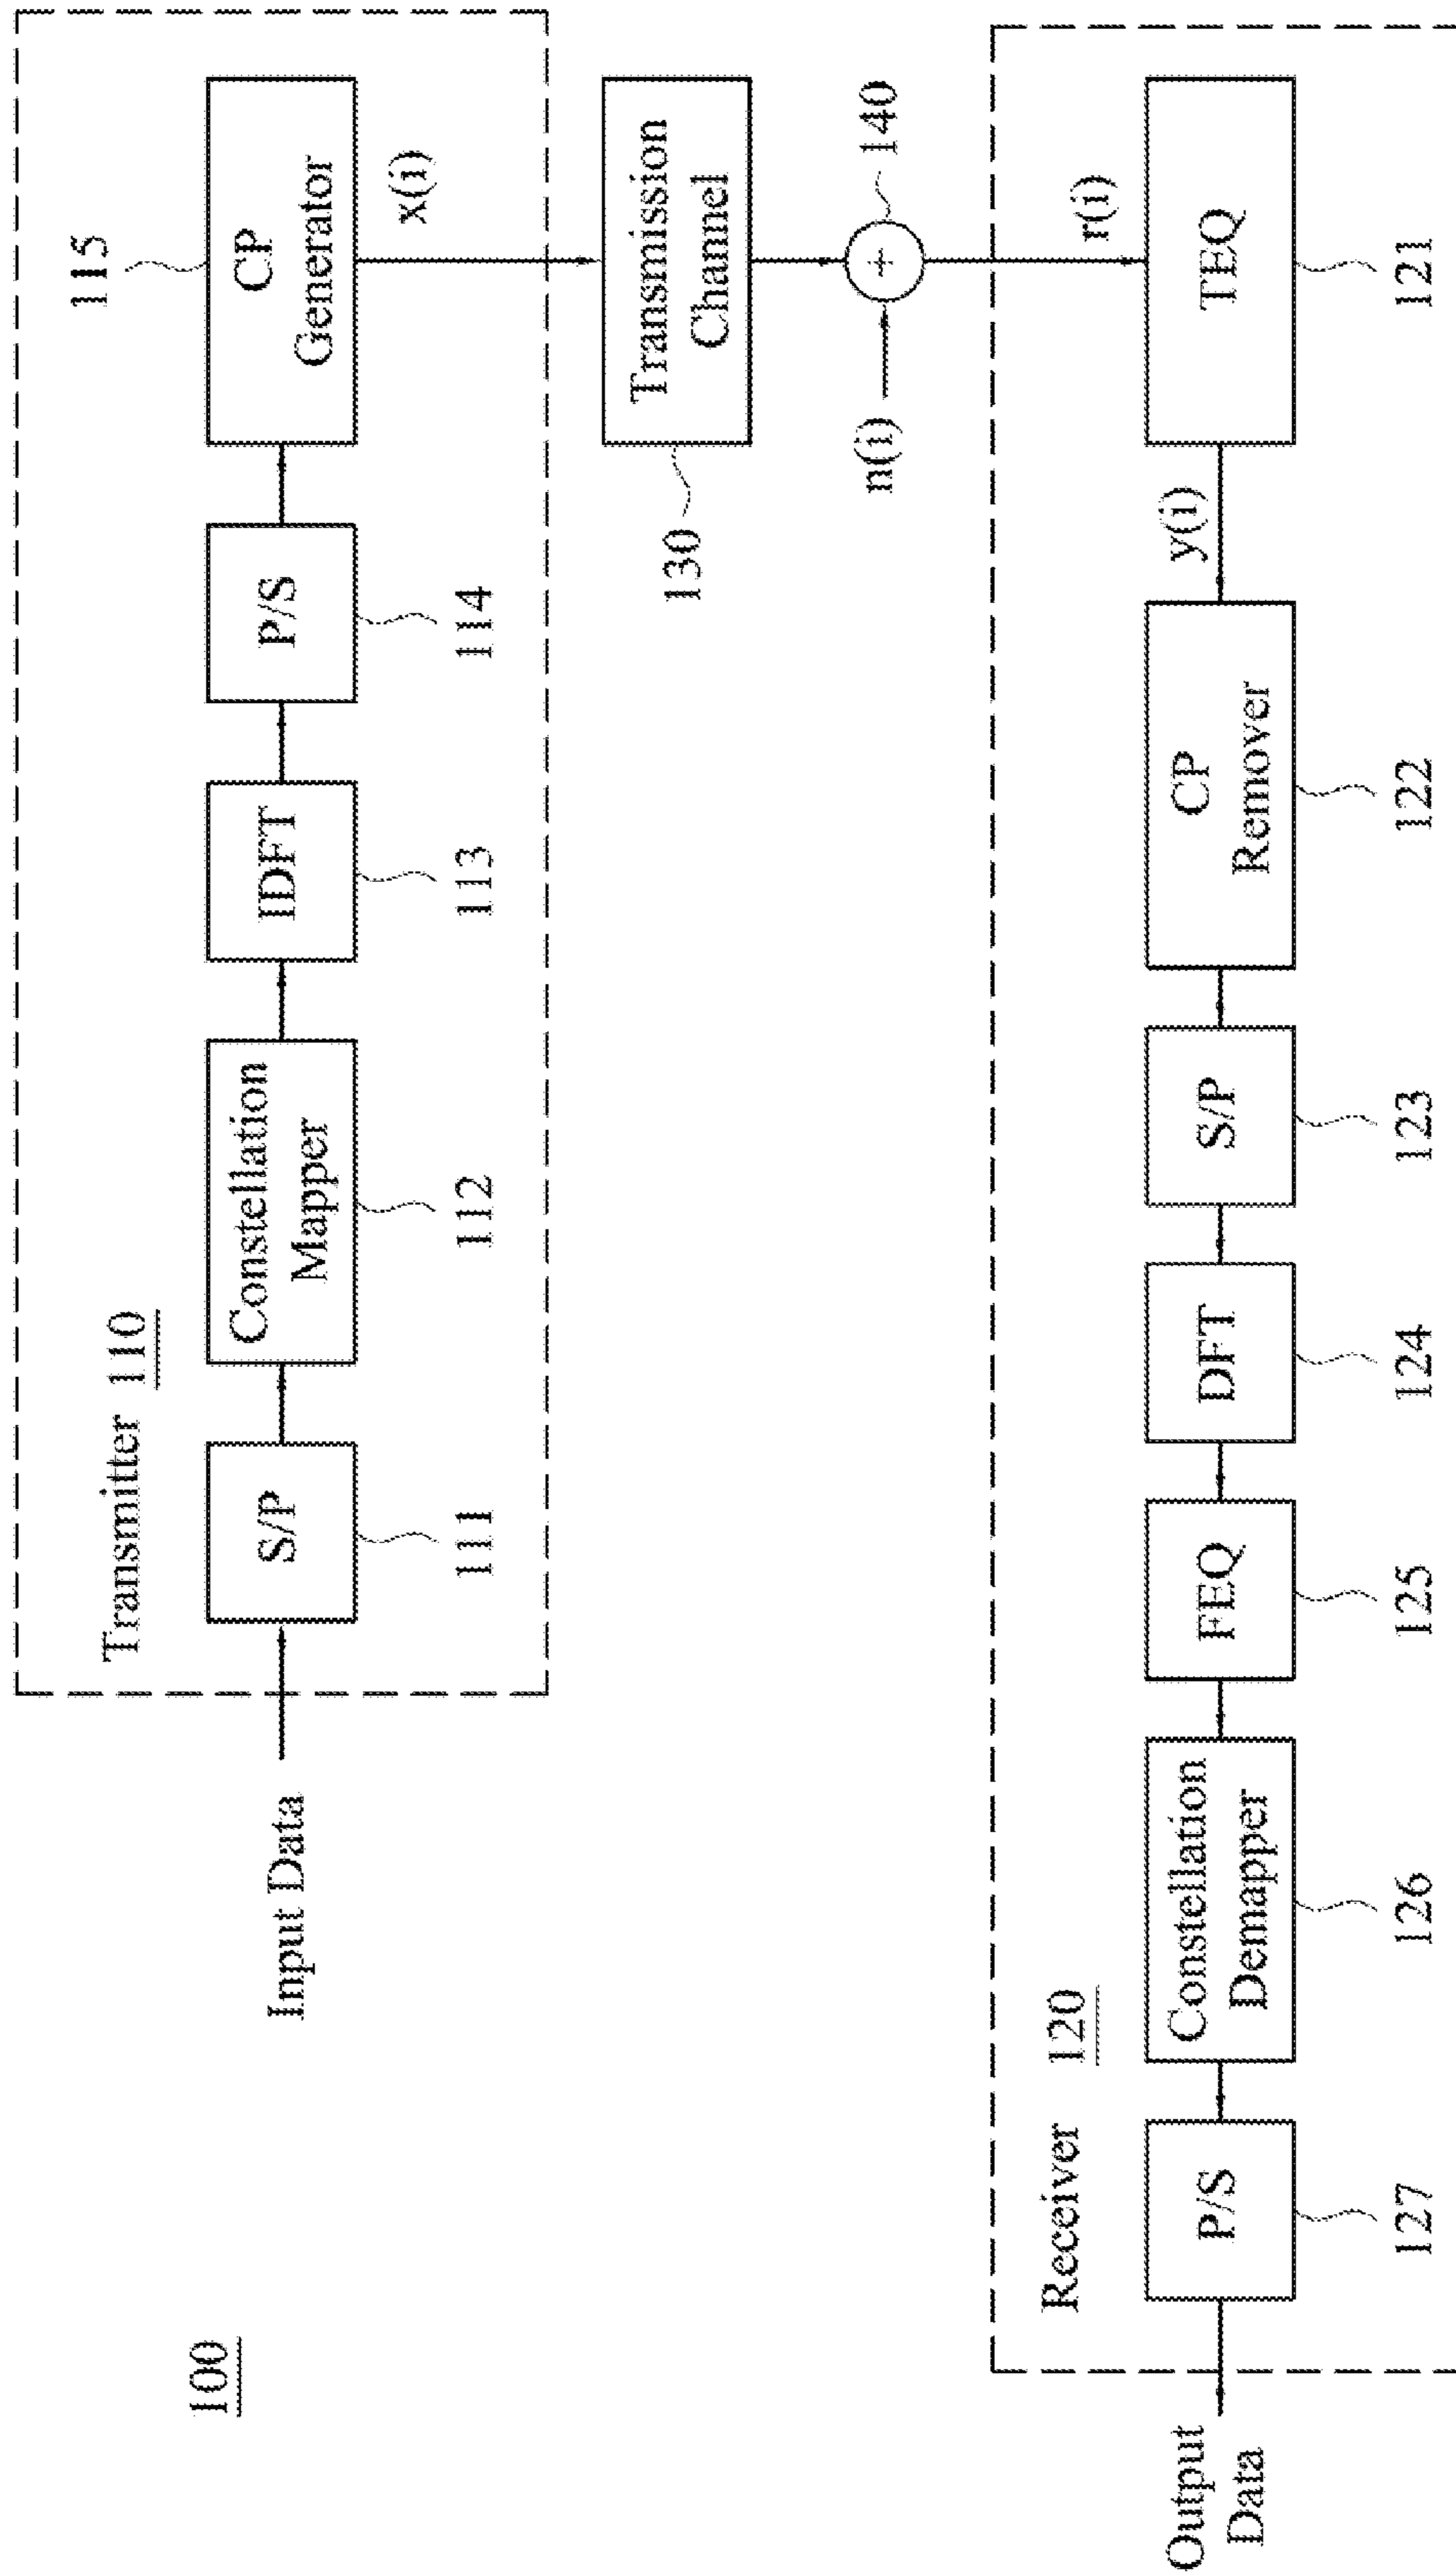 100
Transmitter 110
Input Data
S/P
111
Constellation
Mapper
112
IDFT
113
P/S
114
115
CP
Generator
x(i)
Transmission
Channel
130
n(i)
+
140
r(i)
Receiver 120
TEQ
121
y(i)
CP
Remover
122
S/P
123
DFT
124
FEQ
125
Constellation
Demapper
126
P/S
127
Output
Data